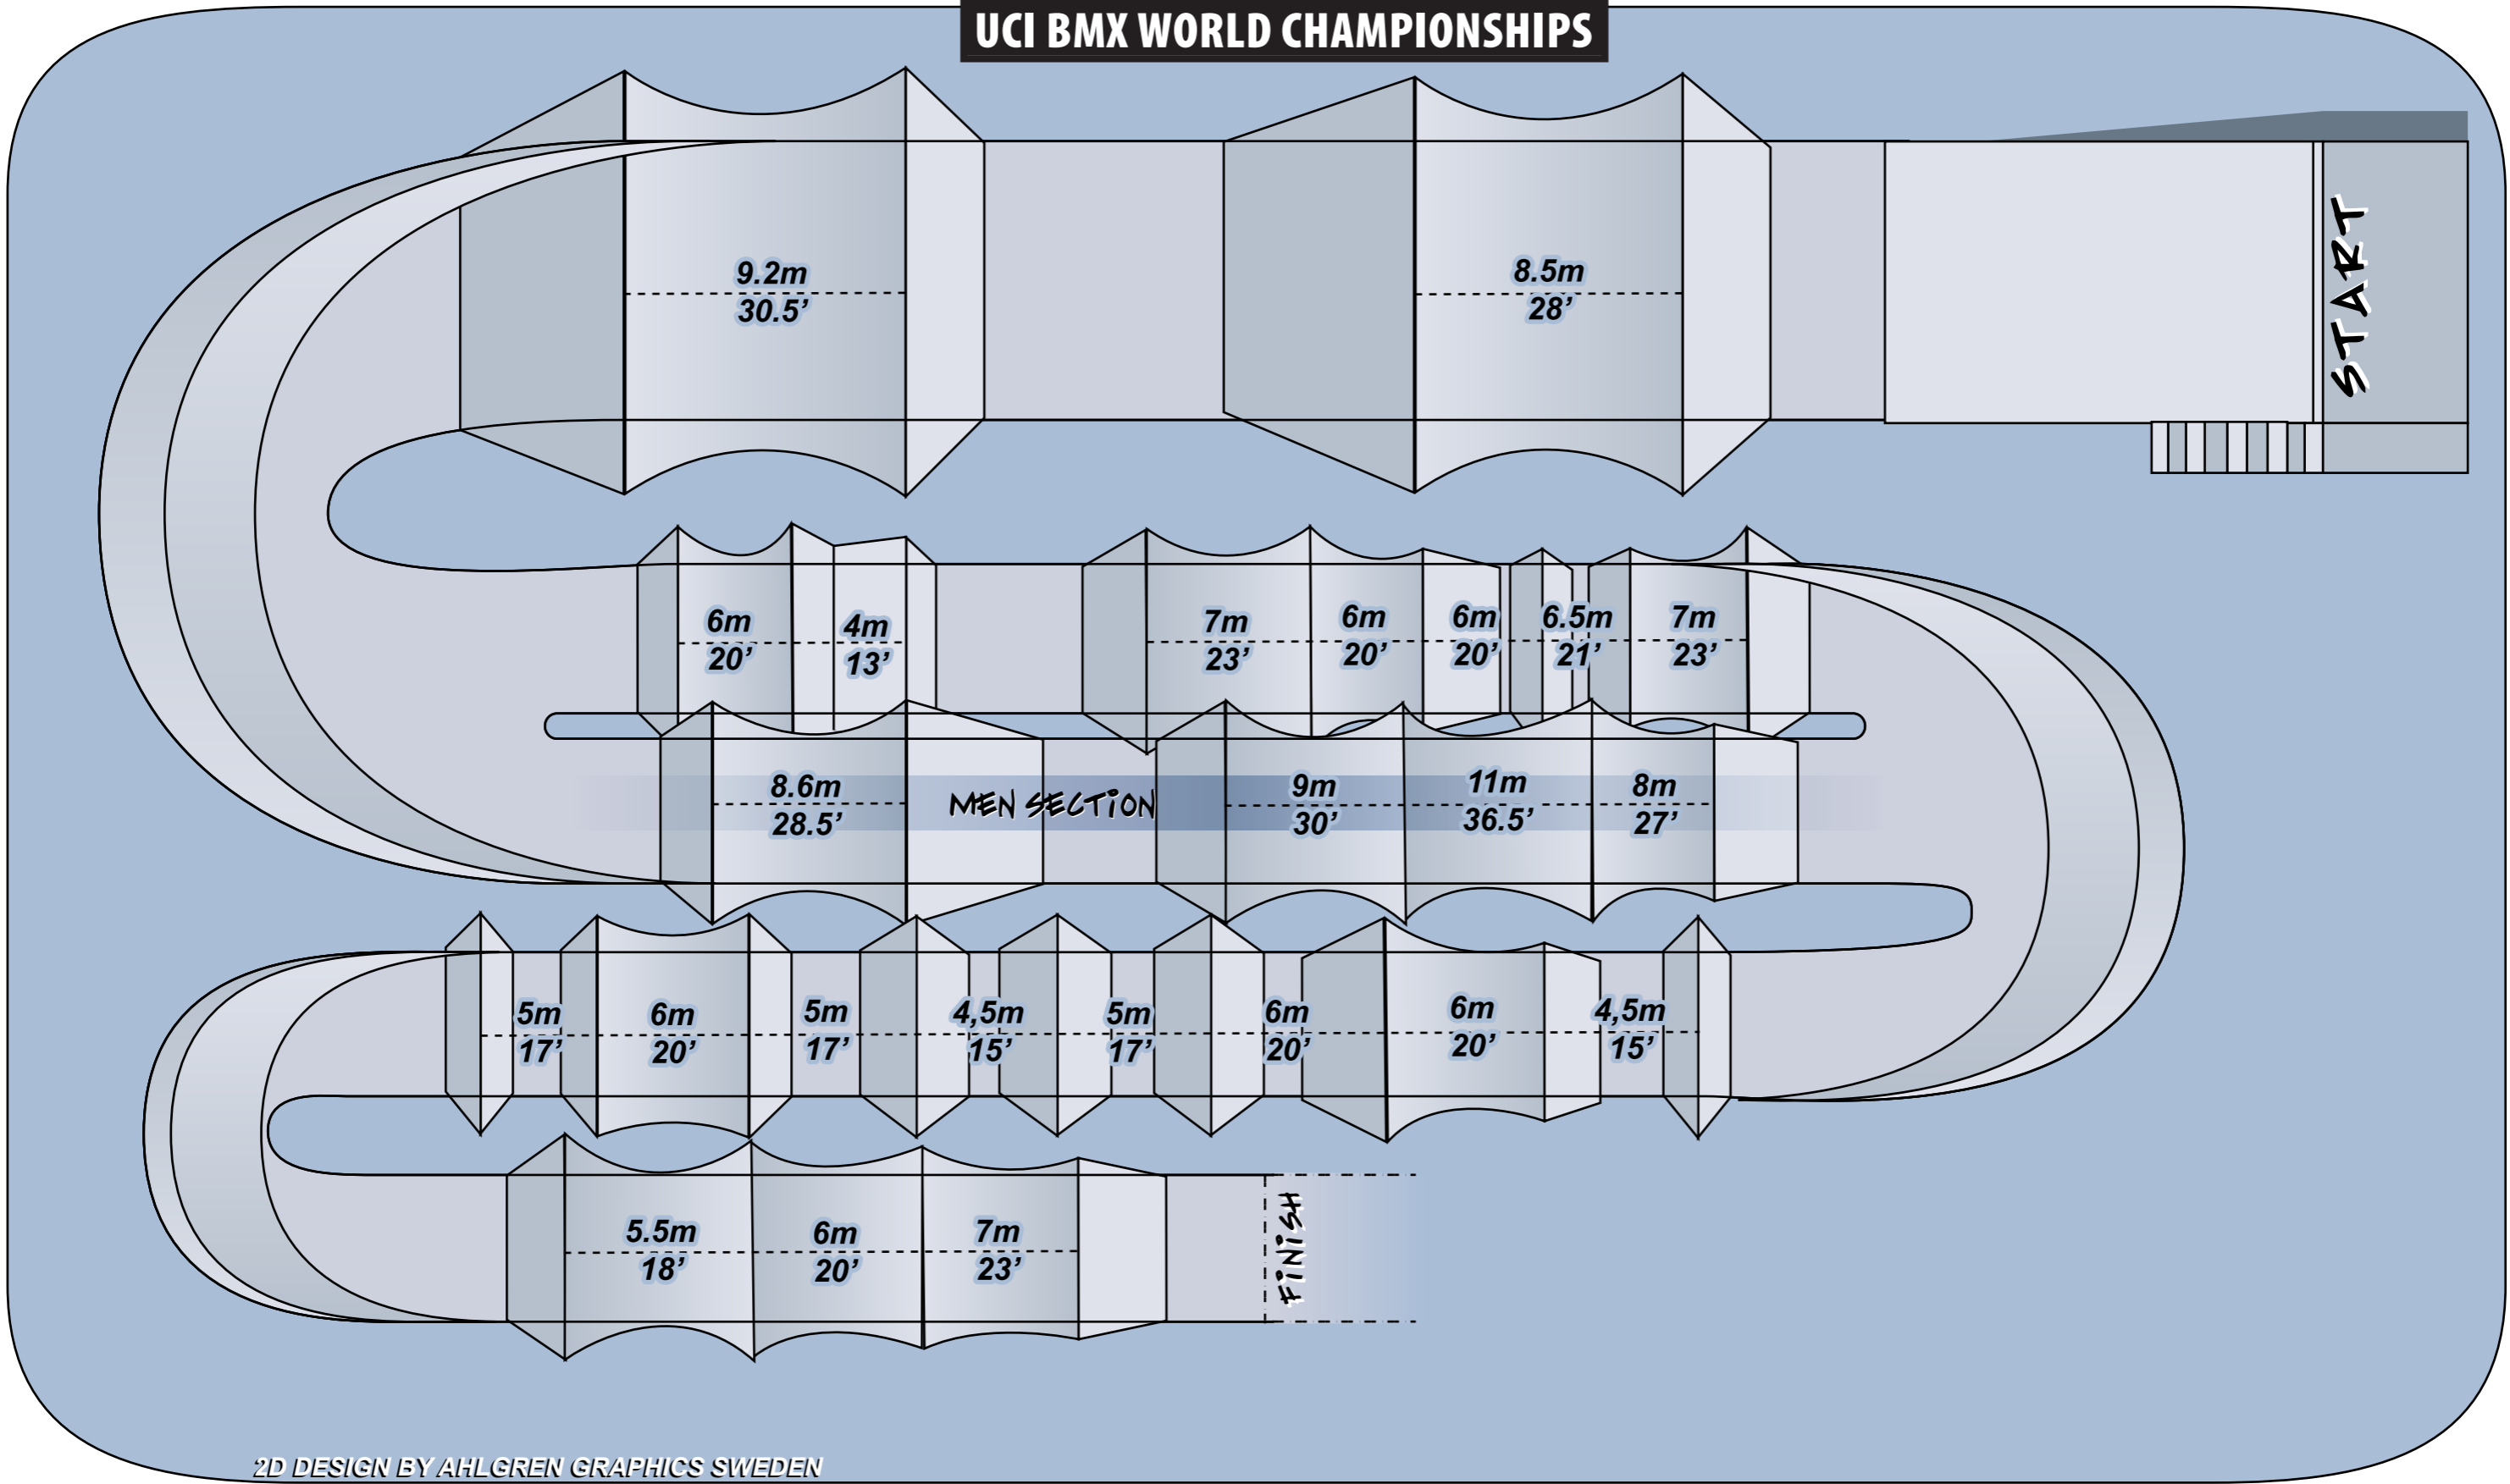 UCI BMX WORLD CHAMPIONSHIPS
9.2m
30.5’
8.5m
28’
START
6m
20’
4m
13’
7m
23’
6m
20’
6m
20’
6.5m
21’
7m
23’
8.6m
28.5’
MEN SECTION
9m
30’
11m
36.5’
8m
27’
5m
17’
6m
20’
5m
17’
4,5m
15’
5m
17’
6m
20’
6m
20’
4,5m
15’
5.5m
18’
6m
20’
7m
23’
FINISH
2D DESIGN BY AHLGREN GRAPHICS SWEDEN